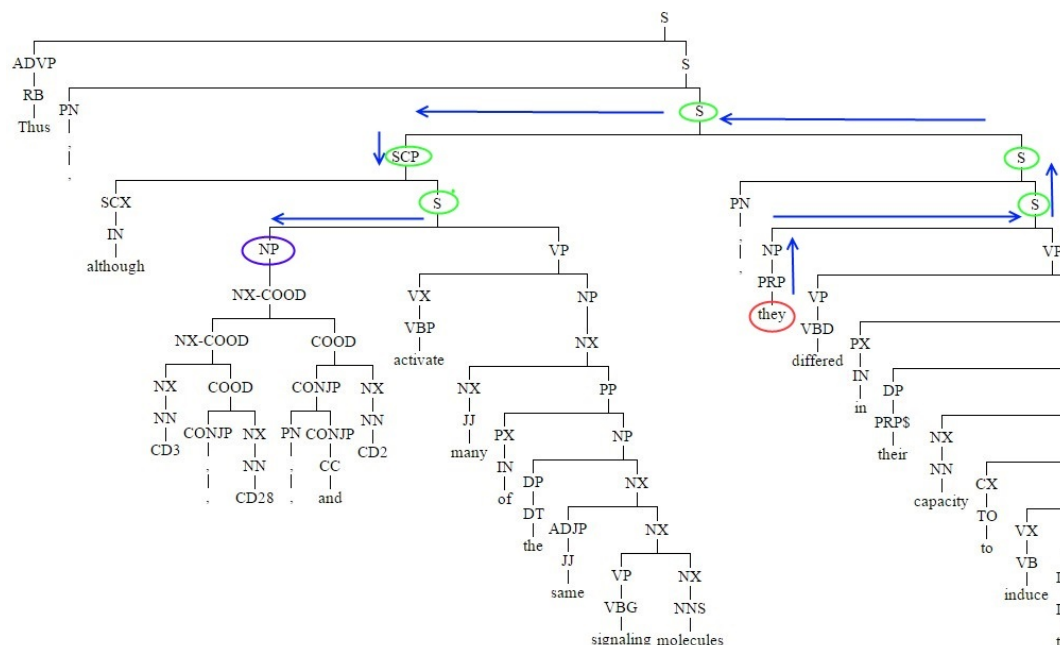 S
ADVP S
RB PN S
Thus
,
SCP S
SCX S PN S
IN
although NP VP , NP VP
PRP
NX-COOD VX NP they VP
VBP VBD
NX-COOD COOD activate NX differed PX
IN
NX COOD CONJP NX NX PP in DP
NN JJ PRP$
CD3 CONJP NX PN CONJP NN many PX NP their NX
, NN , CC CD2 IN NN
CD28 and of DP NX capacity CX
DT TO
the ADJP NX to VX
JJ VB
same VP NX induce
VBG NNS
signaling molecules